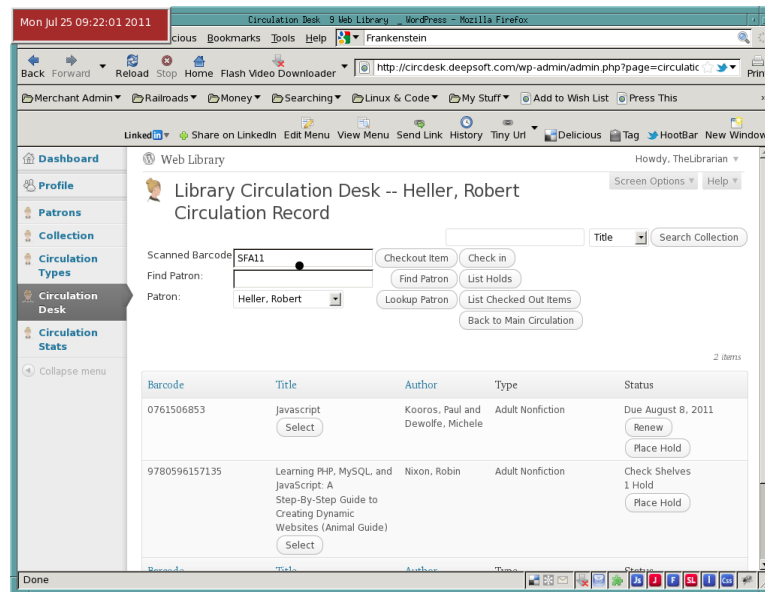 Mon Jul 25 09:22:01 2011
Circulation Desk 9 Web Library _ WordPress - Mozilla Firefox
Bookmarks Tools Help Frankenstein
Back Forward Reload Stop Home Flash Video Downloader http://circdesk.deepsoft.com/wp-admin/admin.php?page=circulatic
Merchant Admin Railroads Money Searching Linux & Code My Stuff Add to Wish List Press This
Linkedin Share on LinkedIn Edit Menu View Menu Send Link History Tiny Url Delicious Tag HootBar New Window
Dashboard
Profile
Patrons
Collection
Circulation
Types
Circulation
Desk
Circulation
Stats
Collapse menu
Web Library Howdy, TheLibrarian
Screen Options Help
Library Circulation Desk -- Heller, Robert
Circulation Record
Title Search Collection
Scanned Barcode SFA11 Checkout Item Check in
Find Patron: Find Patron List Holds
Patron: Heller, Robert Lookup Patron List Checked Out Items
Back to Main Circulation
2 items
Barcode Title Author Type Status
0761506853 Javascript Kooros, Paul and Adult Nonfiction Due August 8, 2011
Select Dewolfe, Michele Renew
Place Hold
9780596157135 Learning PHP, MySQL, and Nixon, Robin Adult Nonfiction Check Shelves
JavaScript: A 1 Hold
Step-By-Step Guide to Place Hold
Creating Dynamic
Websites (Animal Guide)
Select
Barcode Title Author Type Status
Done Js J F SL I Css